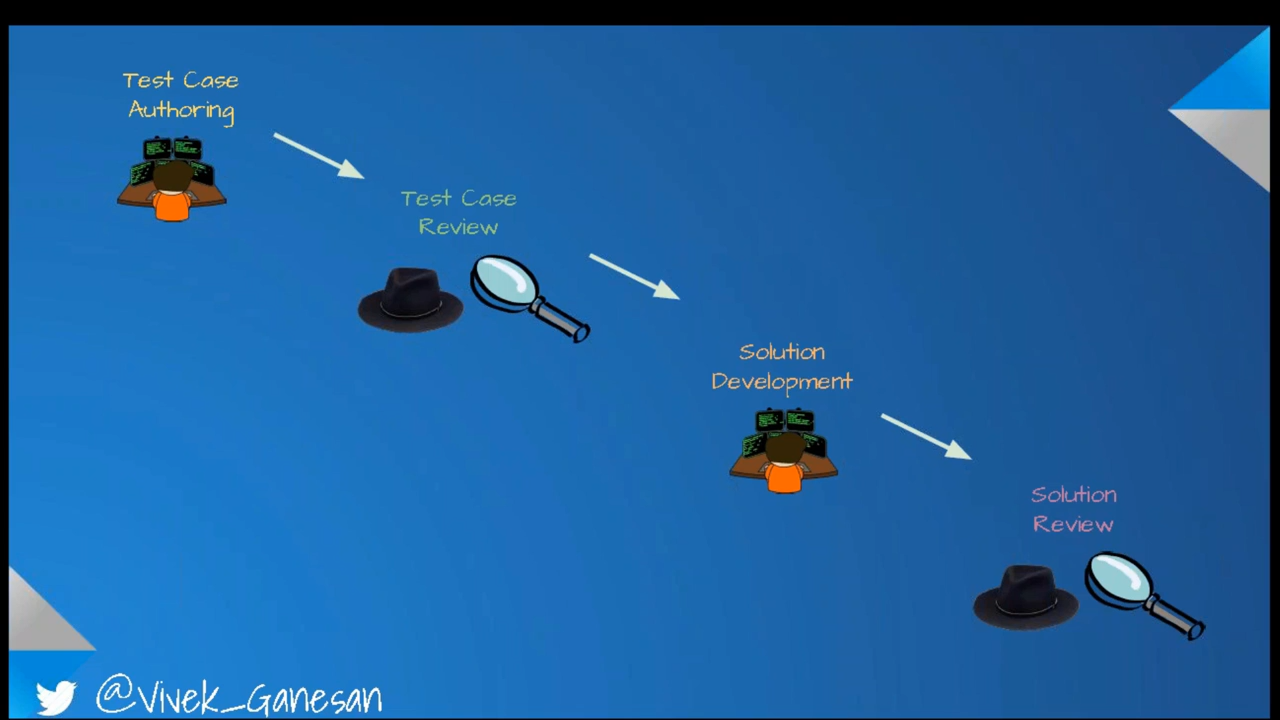 Test Case
Authoring
Test Case
Review
Solution
Development
Solution
Review
@Vivek_Ganesan